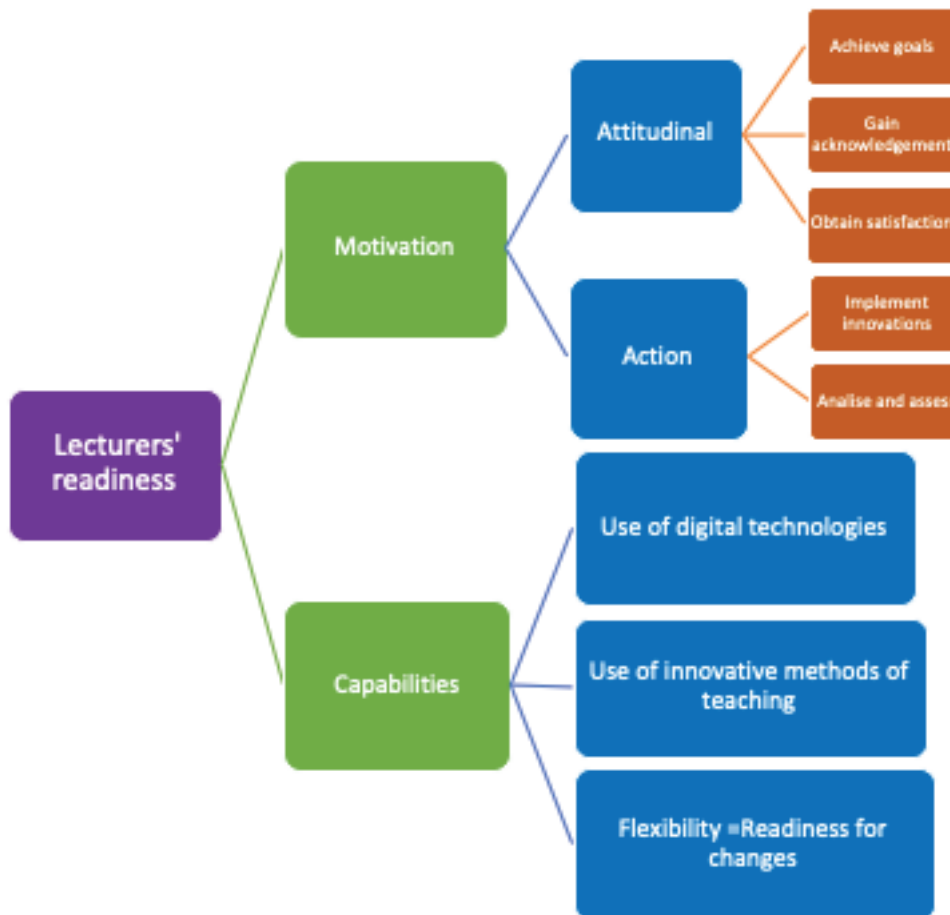 Lecturers'
readiness
Motivation
Attitudinal
Achieve goals
Gain
acknowledgement
Obtain satisfaction
Action
Implement
innovations
Analise and assess
Capabilities
Use of digital technologies
Use of innovative methods of
teaching
Flexibility =Readiness for
changes